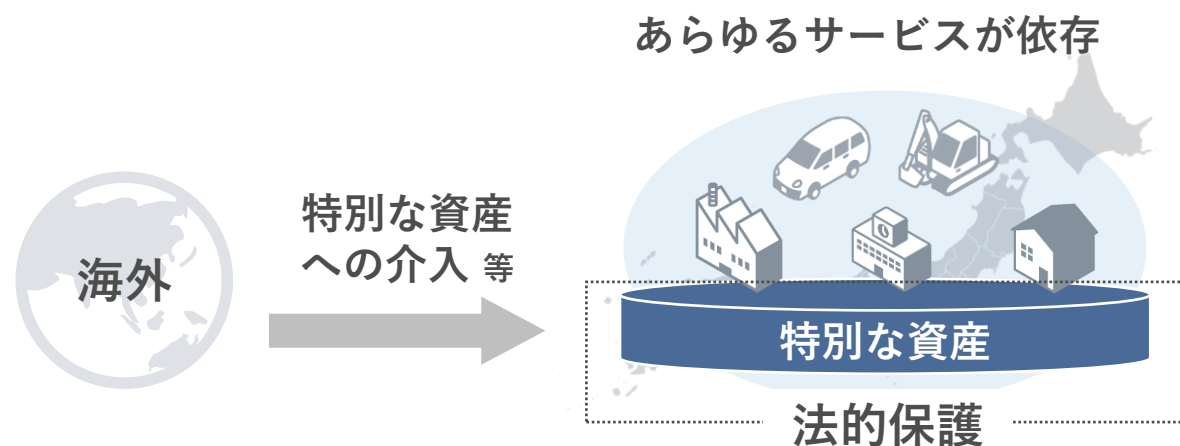 あらゆるサービスが依存
特別な資産
への介入 等
海外
特別な資産
法的保護